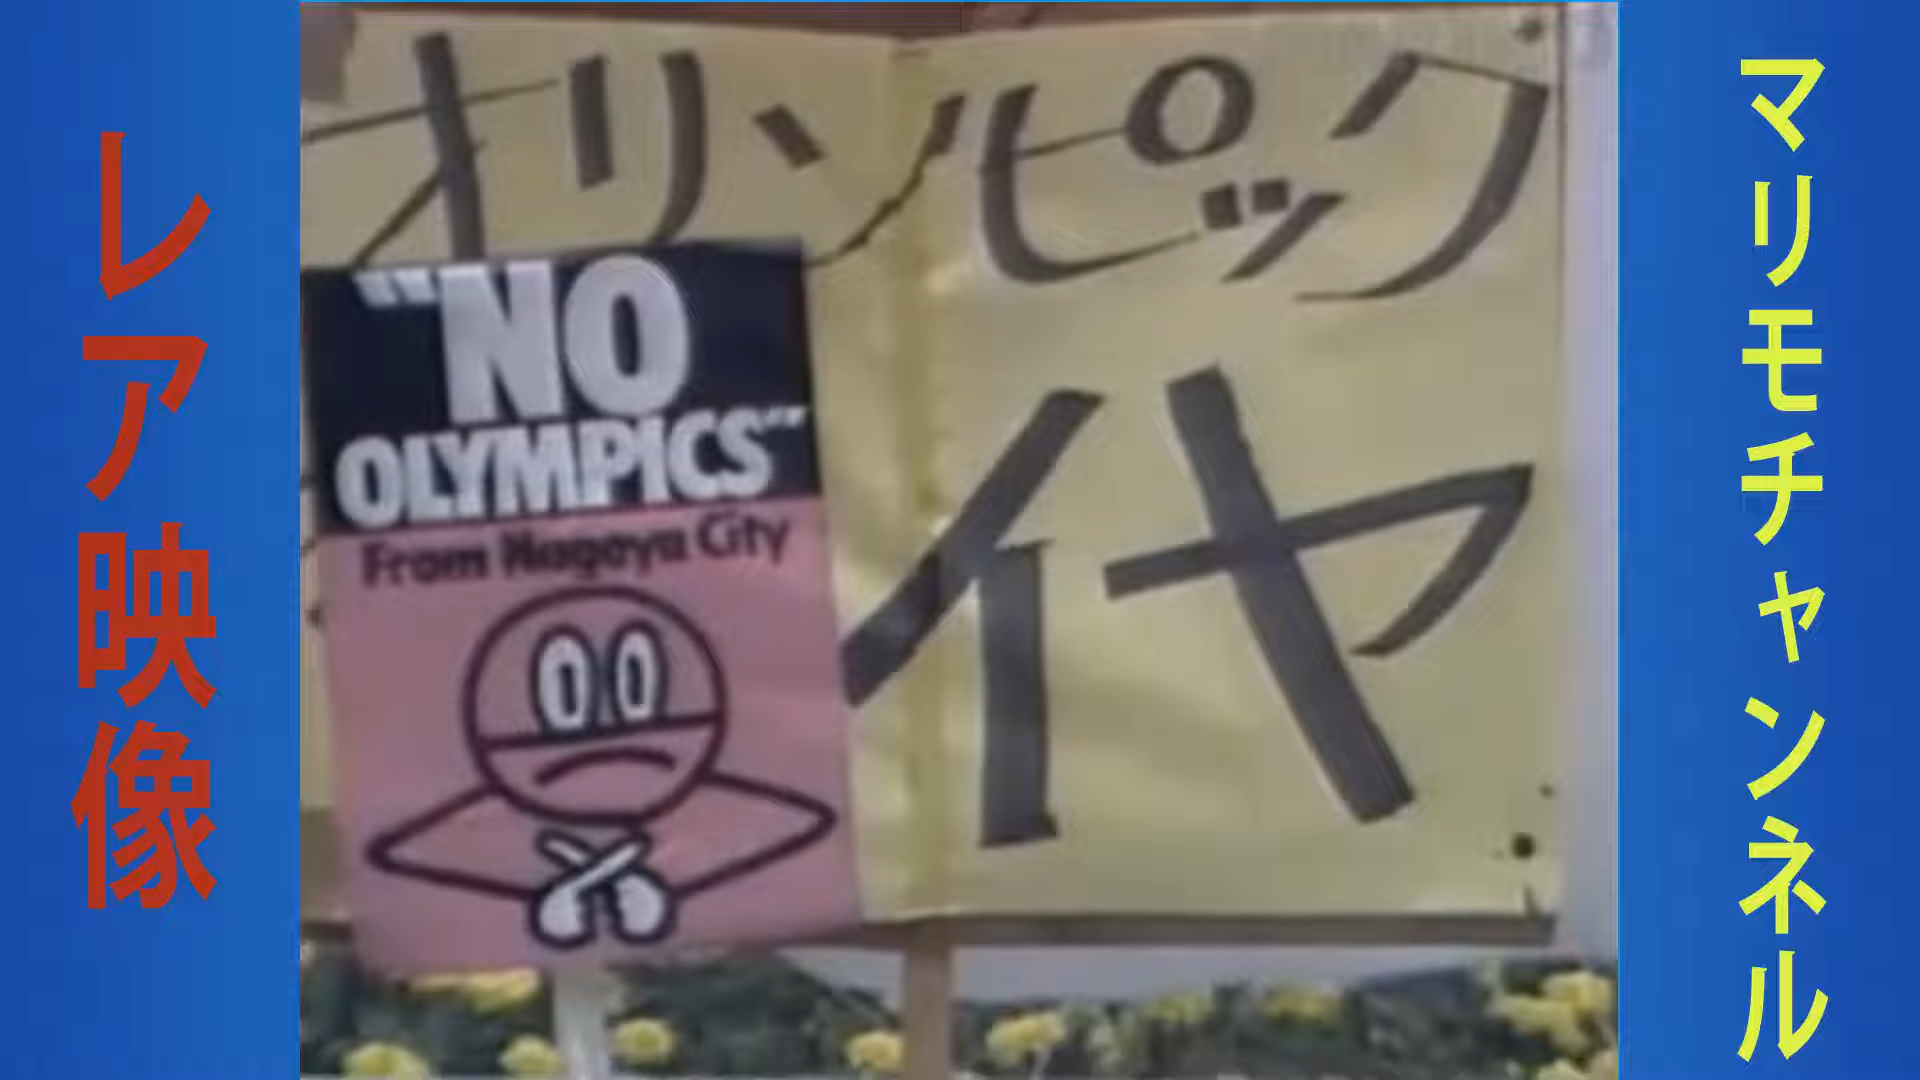 レア映像
オリンピック
イヤ
"NO
OLYMPICS"
From Nagoya City
マリモチャンネル